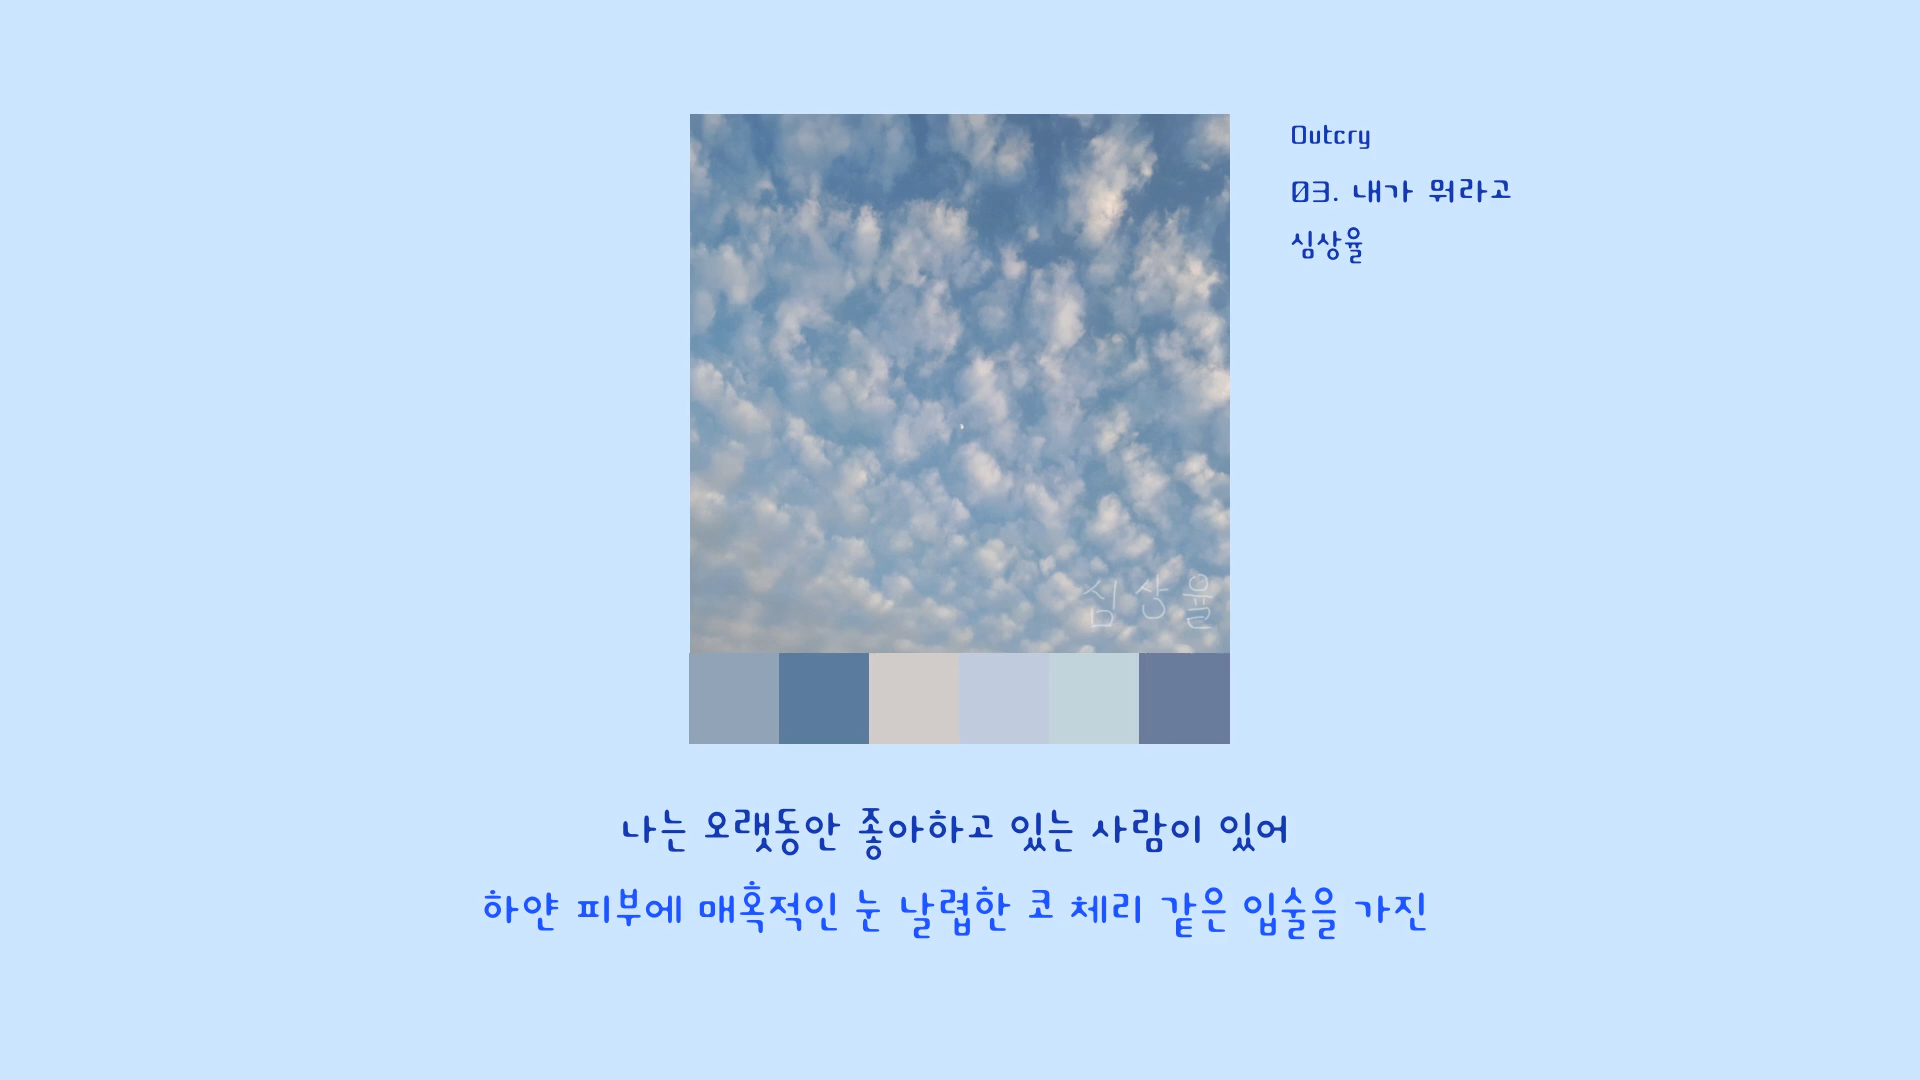 Outcry
03. 내가 뭐라고
심상율
심상율
나는 오랫동안 좋아하고 있는 사람이 있어
하얀 피부에 매혹적인 눈 날렵한 코 체리 같은 입술을 가진